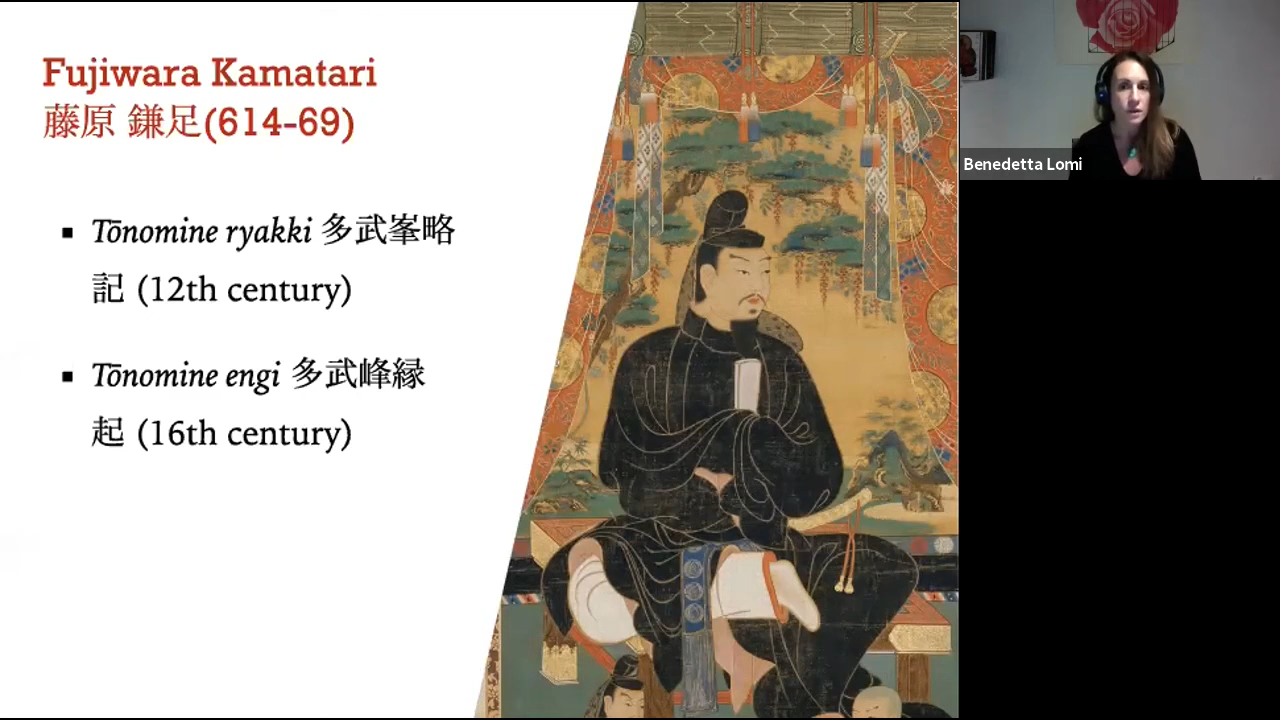 Fujiwara Kamatari
藤原 鎌足(614-69)
▪ Tōnomine ryakki 多武峯略
記 (12th century)
▪ Tōnomine engi 多武峰縁
起 (16th century)
Benedetta Lomi